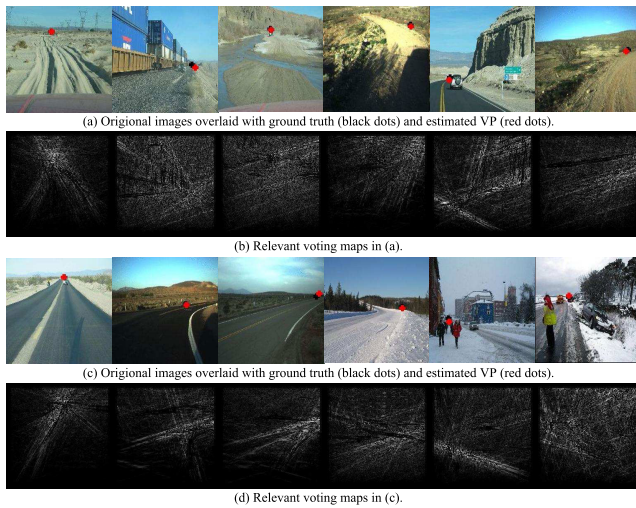 (a) Origional images overlaid with ground truth (black dots) and estimated VP (red dots).
(b) Relevant voting maps in (a).
(c) Origional images overlaid with ground truth (black dots) and estimated VP (red dots).
(d) Relevant voting maps in (c).